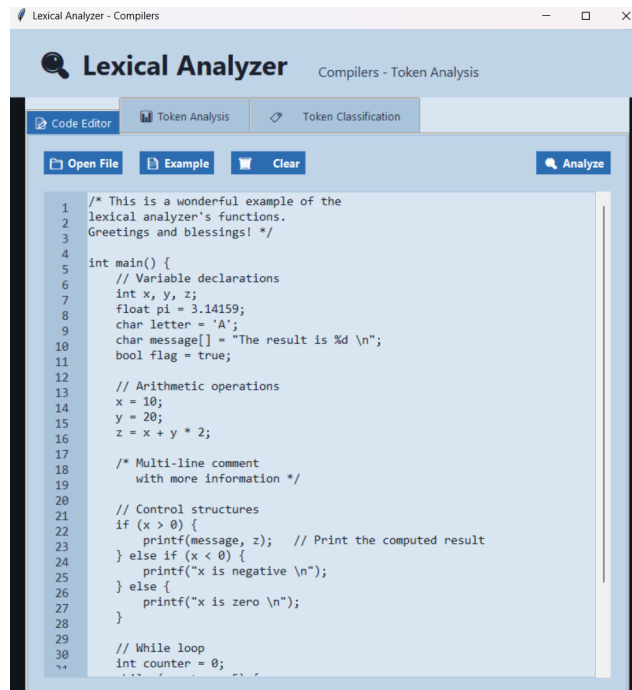 Lexical Analyzer - Compilers
Lexical Analyzer Compilers - Token Analysis
Code Editor Token Analysis Token Classification
Open File Example Clear Analyze
1 /* This is a wonderful example of the
2 lexical analyzer's functions.
3 Greetings and blessings! */
4
5 int main() {
6     // Variable declarations
7     int x, y, z;
8     float pi = 3.14159;
9     char letter = 'A';
10     char message[] = "The result is %d \n";
11     bool flag = true;
12
13     // Arithmetic operations
14     x = 10;
15     y = 20;
16     z = x + y * 2;
17
18     /* Multi-line comment
19        with more information */
20
21     // Control structures
22     if (x > 0) {
23         printf(message, z);   // Print the computed result
24     } else if (x < 0) {
25         printf("x is negative \n");
26     } else {
27         printf("x is zero \n");
28     }
29
30     // While loop
    int counter = 0;